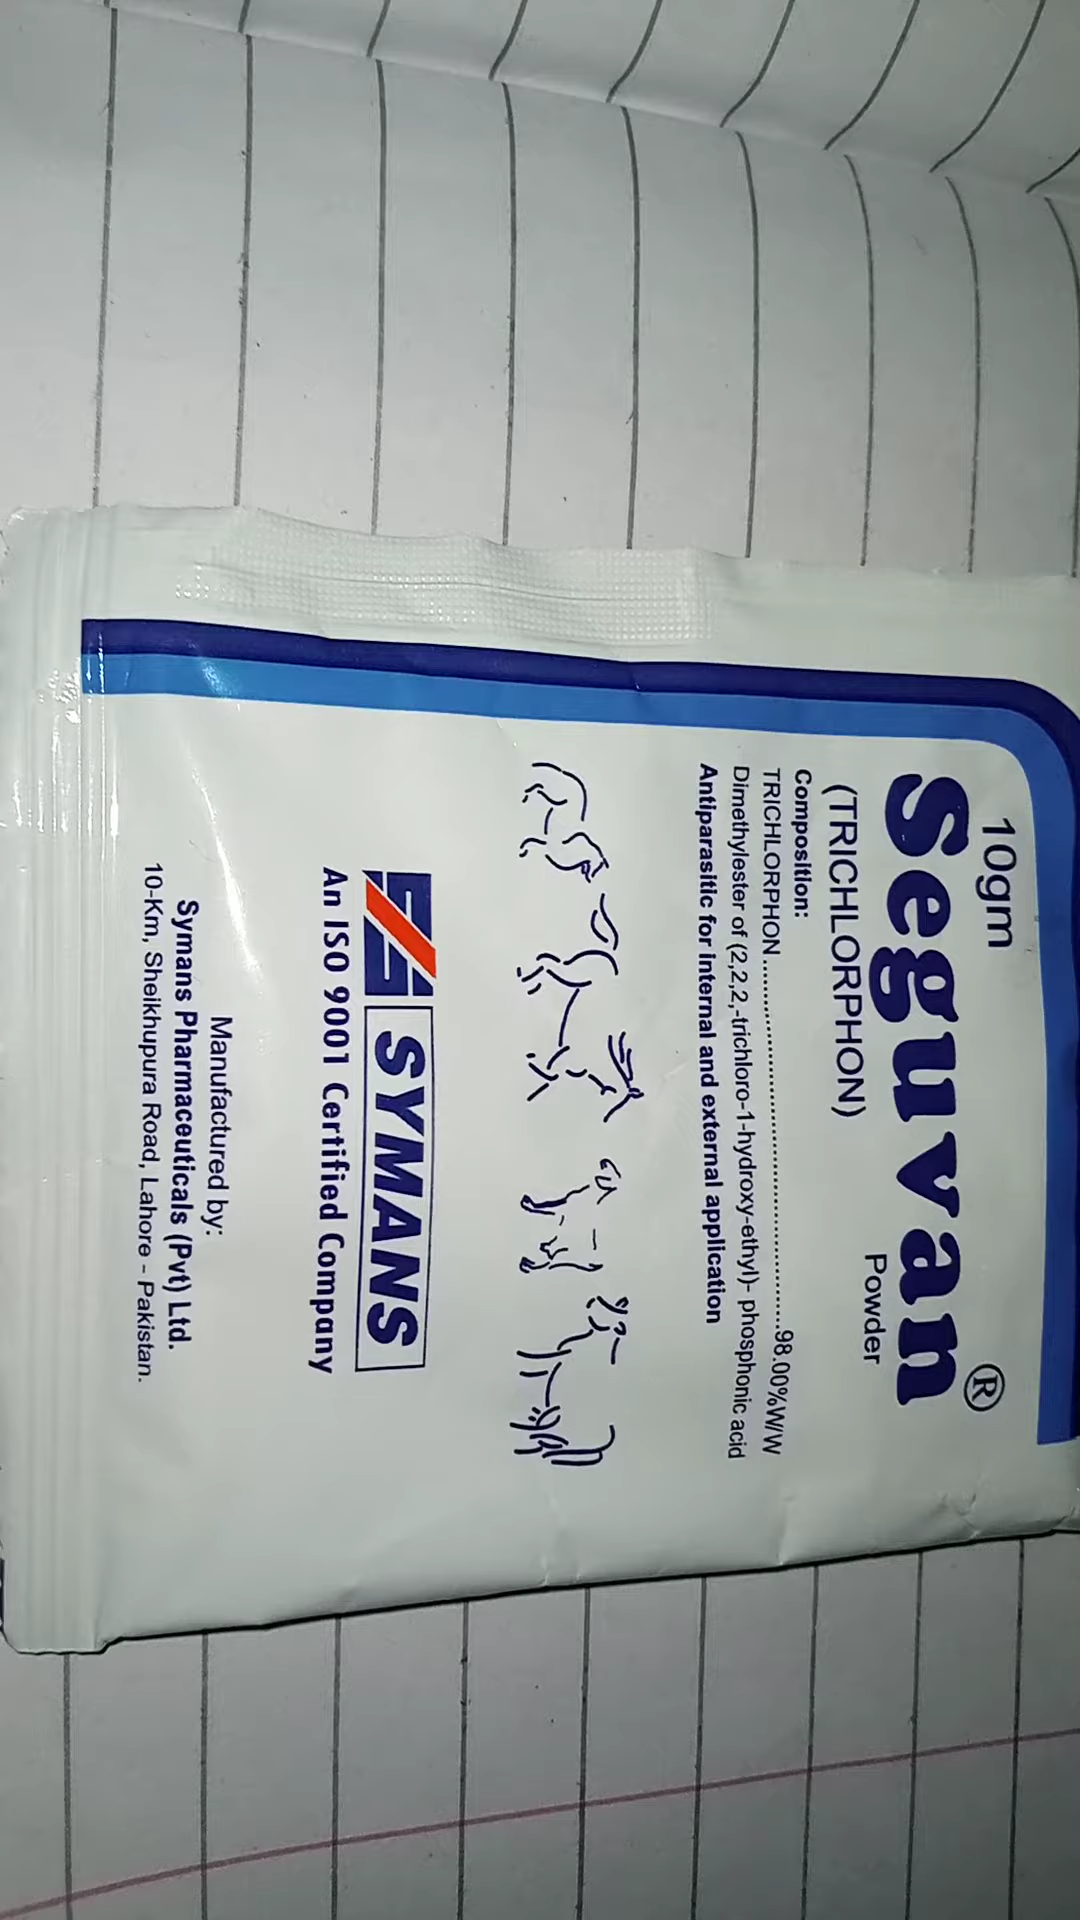 10gm
Seguvan®
Powder
(TRICHLORPHON)
Composition:
TRICHLORPHON..............................................98.00%W/W
Dimethylester of (2,2,2,-trichloro-1-hydroxy-ethyl)- phosphonic acid
Antiparasitic for internal and external application
SYMANS
An ISO 9001 Certified Company
Manufactured by:
Symans Pharmaceuticals (Pvt) Ltd.
10-Km, Sheikhupura Road, Lahore - Pakistan.